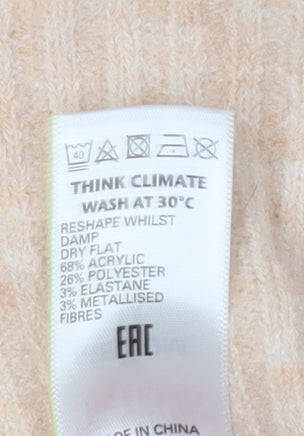 40
THINK CLIMATE
WASH AT 30°C
RESHAPE WHILST
DAMP
DRY FLAT
68% ACRYLIC
26% POLYESTER
3% ELASTANE
3% METALLISED
FIBRES
EAC
MADE IN CHINA